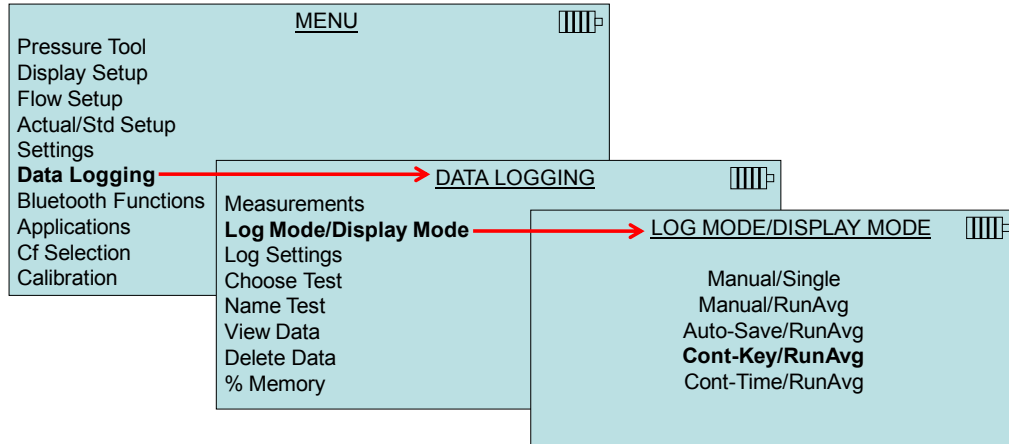 MENU
Pressure Tool
Display Setup
Flow Setup
Actual/Std Setup
Settings
Data Logging
Bluetooth Functions
Applications
Cf Selection
Calibration
DATA LOGGING
Measurements
Log Mode/Display Mode
Log Settings
Choose Test
Name Test
View Data
Delete Data
% Memory
LOG MODE/DISPLAY MODE
Manual/Single
Manual/RunAvg
Auto-Save/RunAvg
Cont-Key/RunAvg
Cont-Time/RunAvg